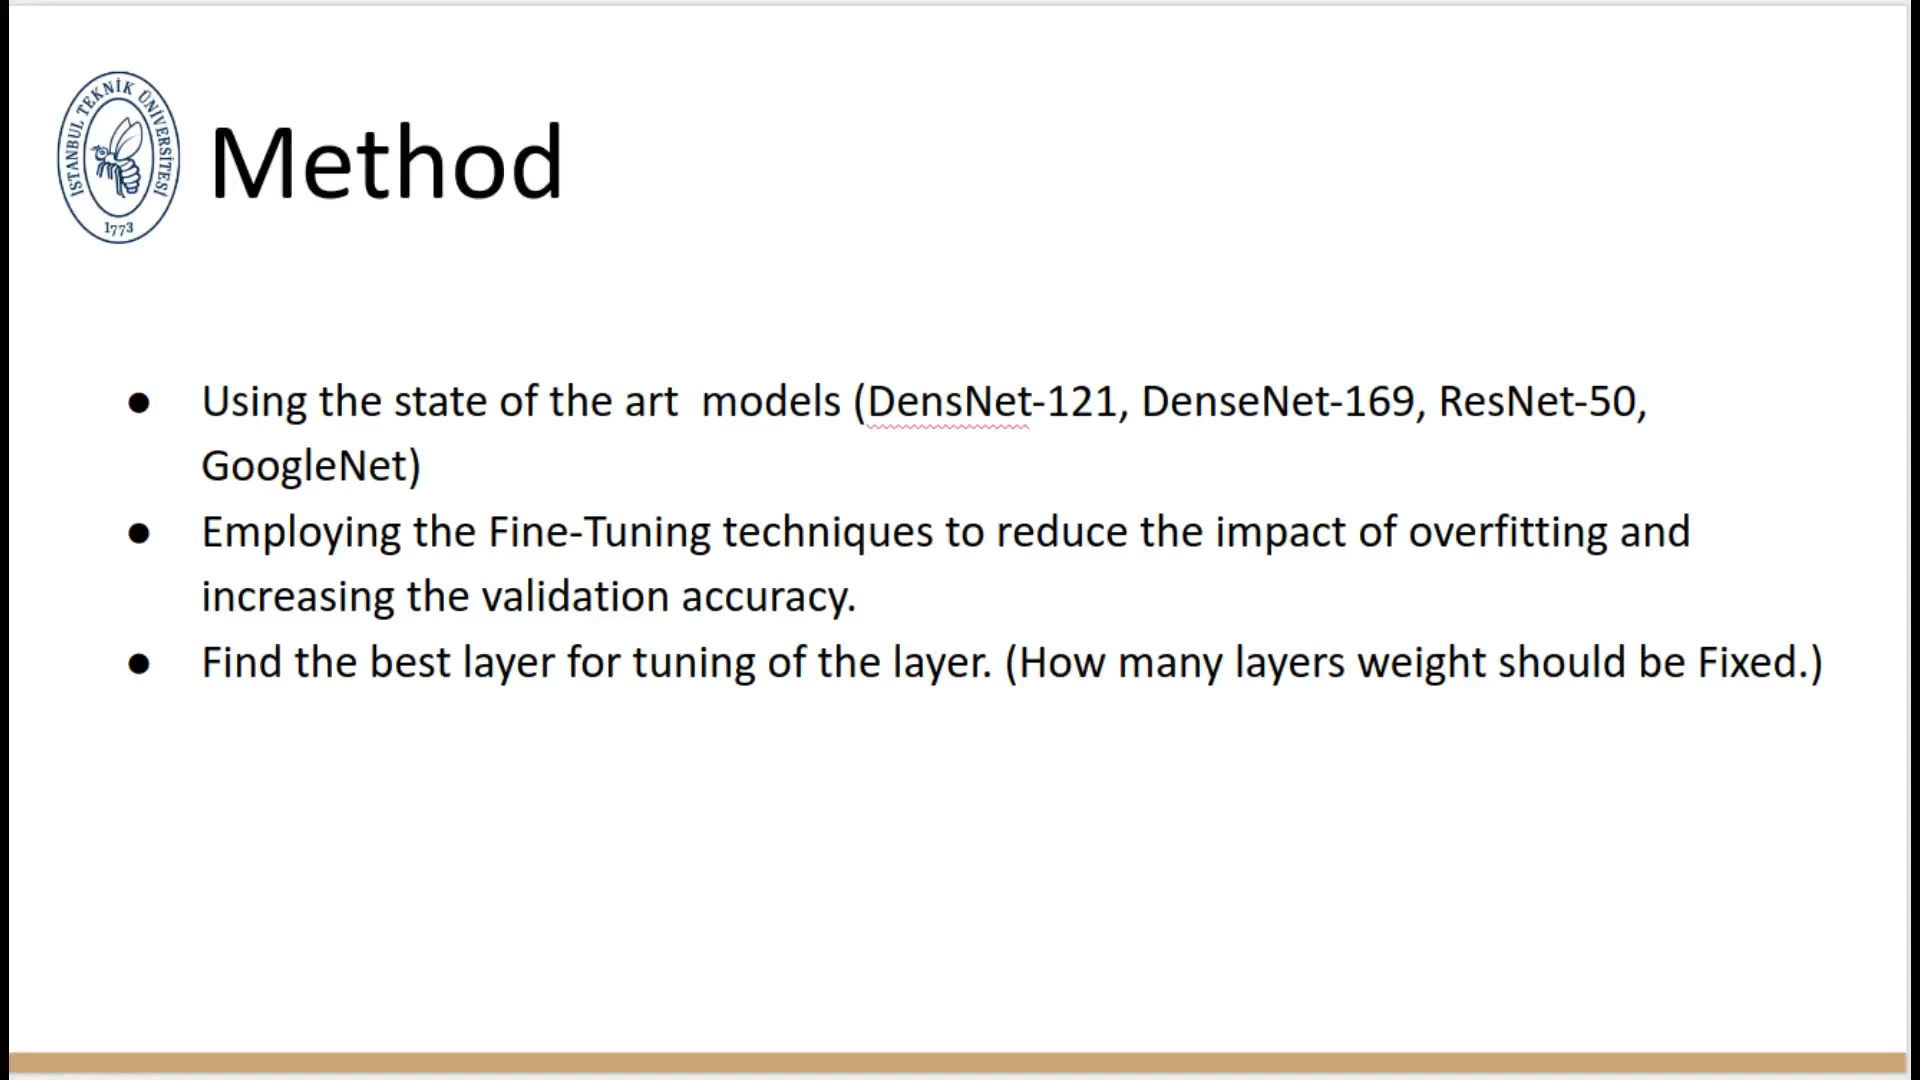 İSTANBUL TEKNİK ÜNİVERSİTESİ
1773
Method
● Using the state of the art  models (DensNet-121, DenseNet-169, ResNet-50,
GoogleNet)
● Employing the Fine-Tuning techniques to reduce the impact of overfitting and
increasing the validation accuracy.
● Find the best layer for tuning of the layer. (How many layers weight should be Fixed.)